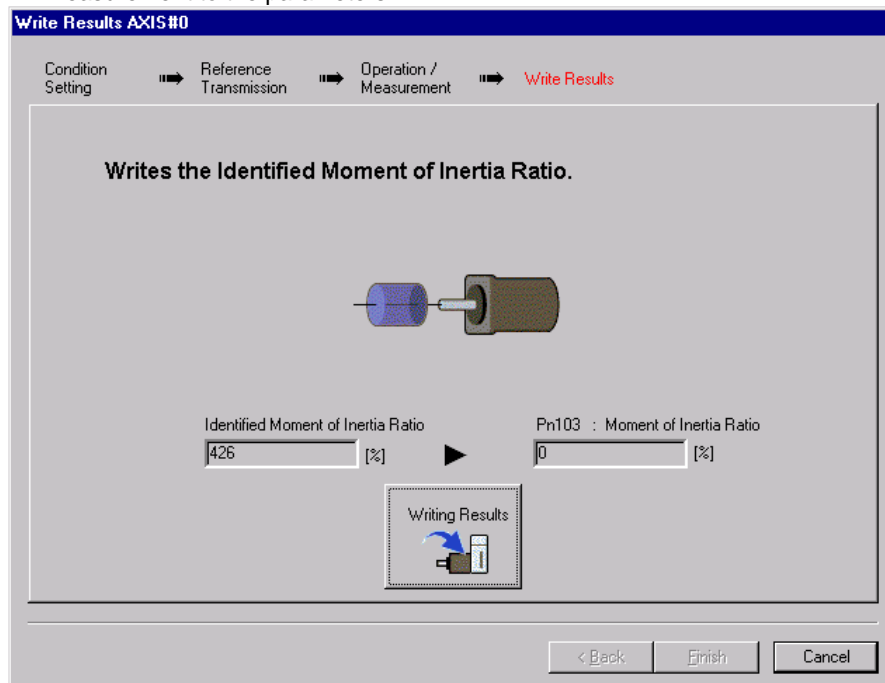 Write Results AXIS#0
Condition Setting
Reference Transmission
Operation / Measurement
Write Results
Writes the Identified Moment of Inertia Ratio.
Identified Moment of Inertia Ratio
426 [%]
Pn103 : Moment of Inertia Ratio
0 [%]
Writing Results
< Back
Finish
Cancel